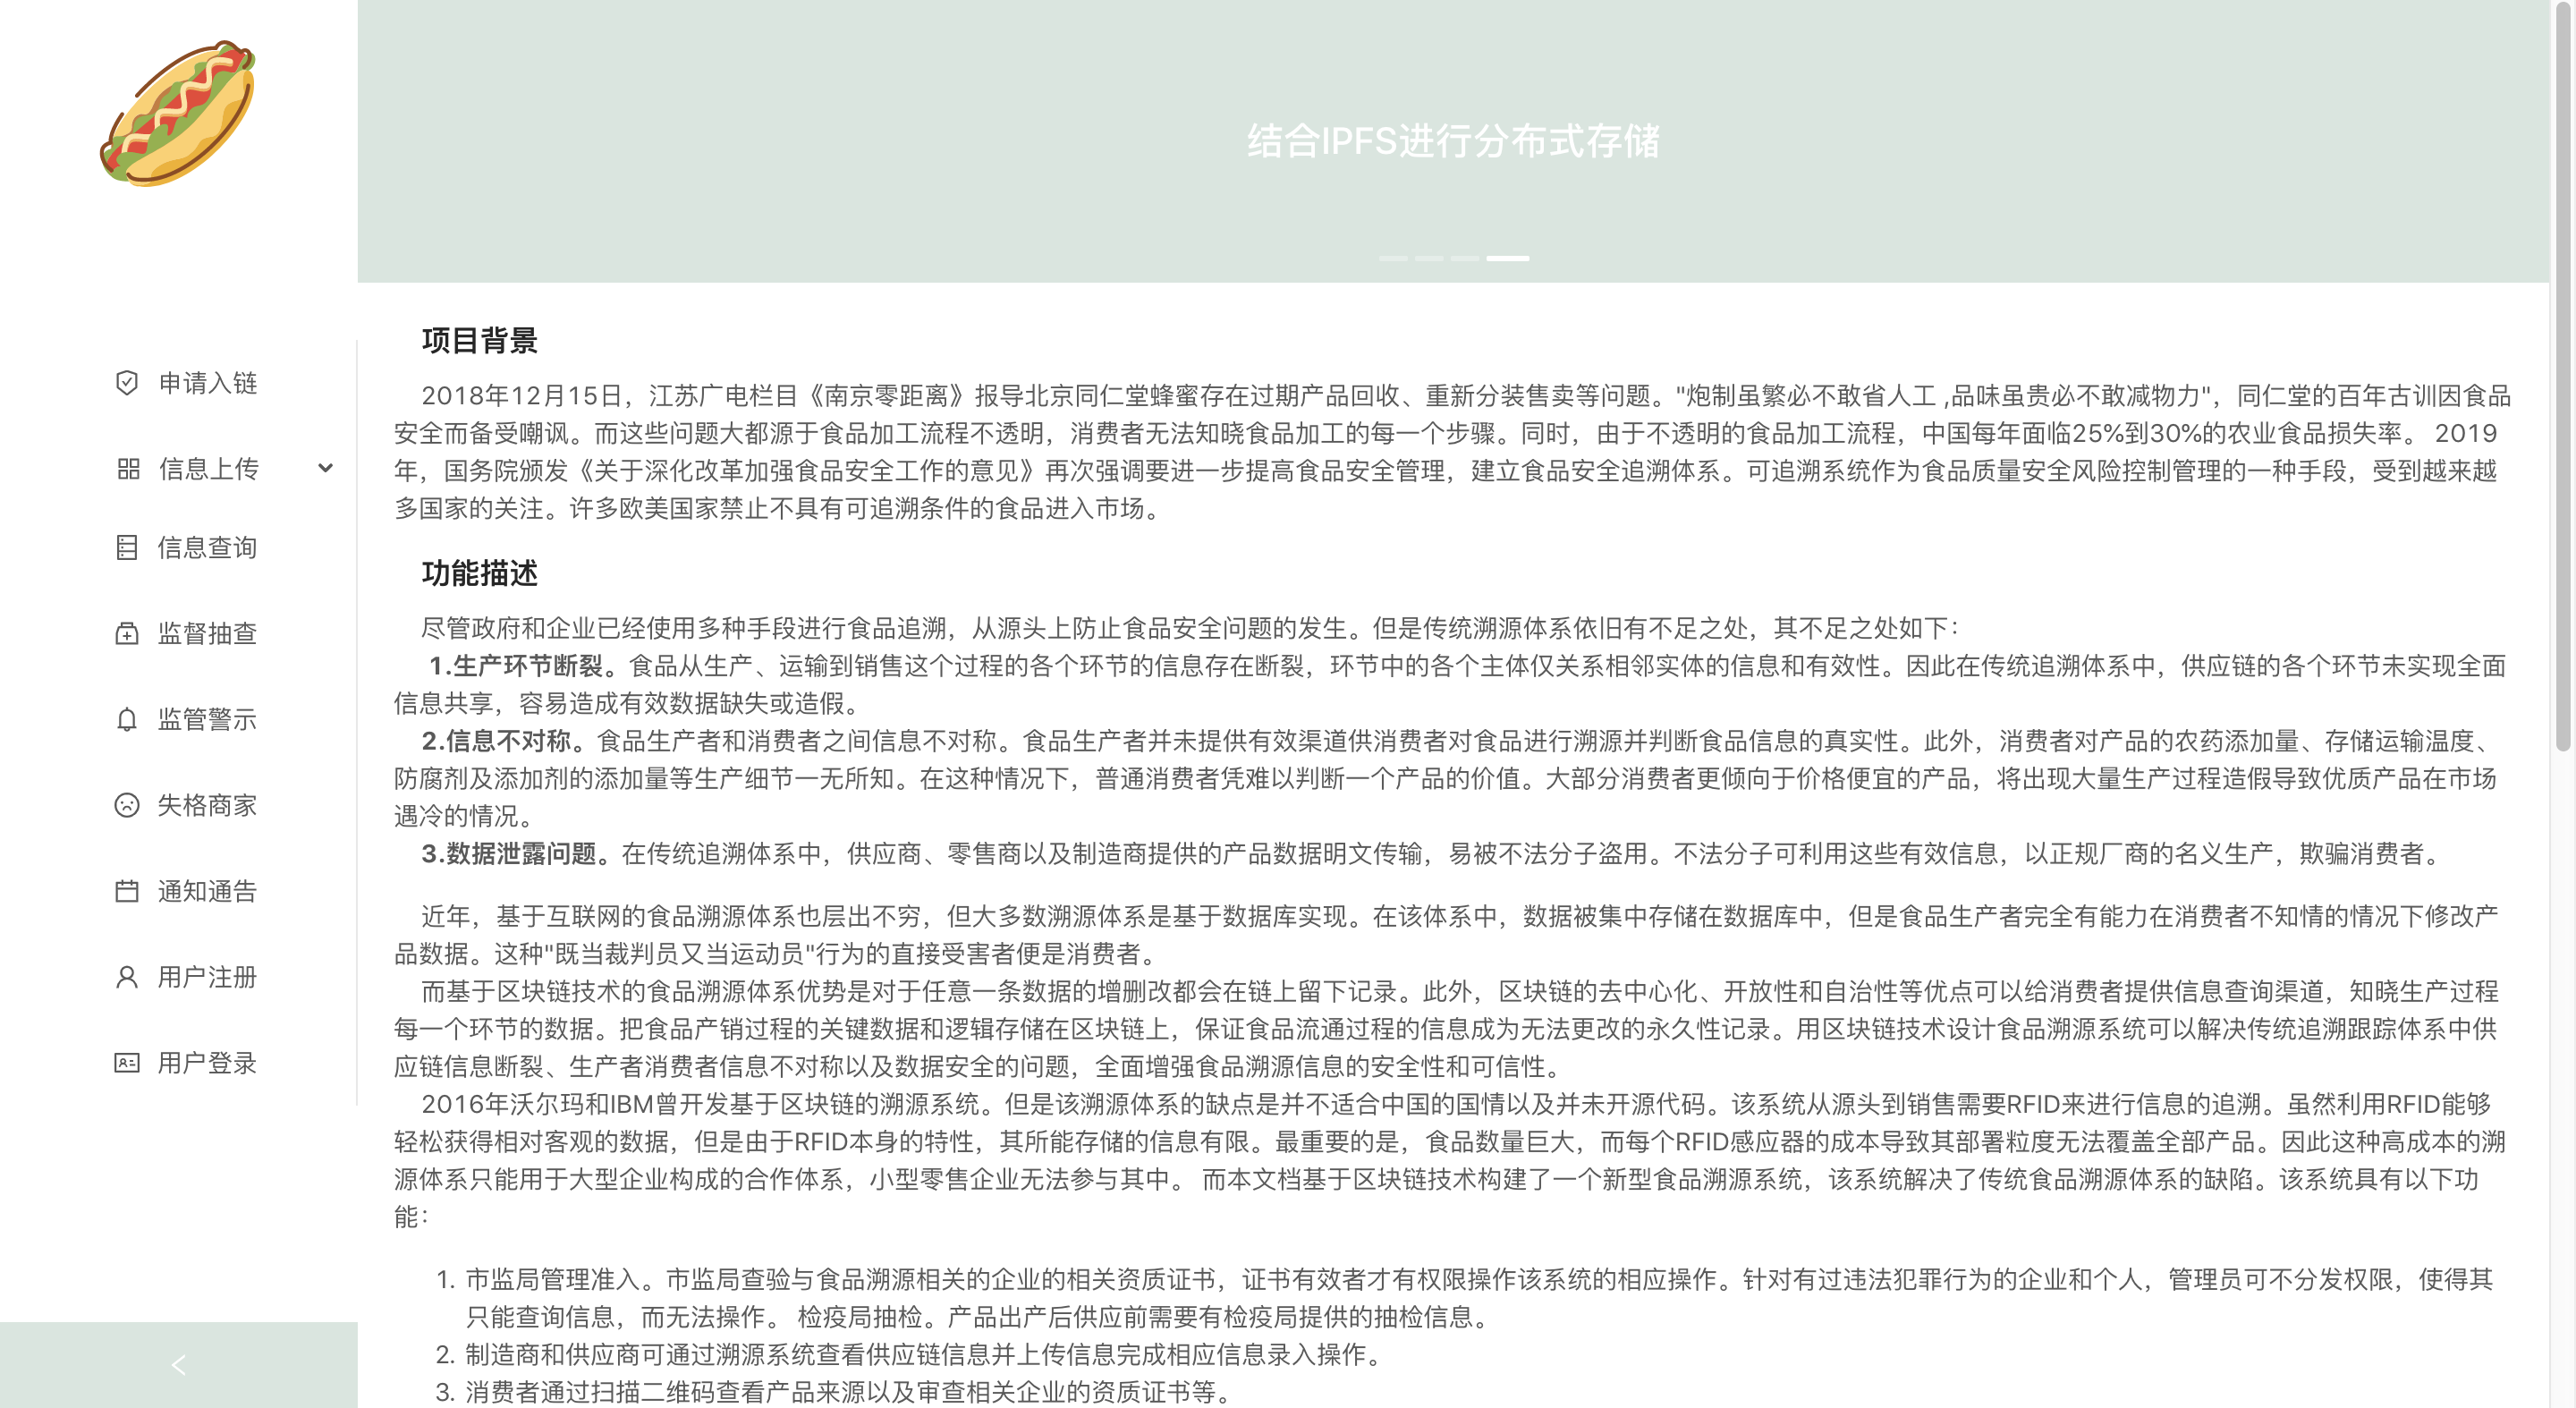 结合IPFS进行分布式存储
申请入链
信息上传
信息查询
监督抽查
监管警示
失格商家
通知通告
用户注册
用户登录
项目背景
2018年12月15日，江苏广电栏目《南京零距离》报导北京同仁堂蜂蜜存在过期产品回收、重新分装售卖等问题。"炮制虽繁必不敢省人工 ,品味虽贵必不敢减物力"，同仁堂的百年古训因食品
安全而备受嘲讽。而这些问题大都源于食品加工流程不透明，消费者无法知晓食品加工的每一个步骤。同时，由于不透明的食品加工流程，中国每年面临25%到30%的农业食品损失率。 2019
年，国务院颁发《关于深化改革加强食品安全工作的意见》再次强调要进一步提高食品安全管理，建立食品安全追溯体系。可追溯系统作为食品质量安全风险控制管理的一种手段，受到越来越
多国家的关注。许多欧美国家禁止不具有可追溯条件的食品进入市场。
功能描述
尽管政府和企业已经使用多种手段进行食品追溯，从源头上防止食品安全问题的发生。但是传统溯源体系依旧有不足之处，其不足之处如下：
1.生产环节断裂。食品从生产、运输到销售这个过程的各个环节的信息存在断裂，环节中的各个主体仅关系相邻实体的信息和有效性。因此在传统追溯体系中，供应链的各个环节未实现全面
信息共享，容易造成有效数据缺失或造假。
2.信息不对称。食品生产者和消费者之间信息不对称。食品生产者并未提供有效渠道供消费者对食品进行溯源并判断食品信息的真实性。此外，消费者对产品的农药添加量、存储运输温度、
防腐剂及添加剂的添加量等生产细节一无所知。在这种情况下，普通消费者凭难以判断一个产品的价值。大部分消费者更倾向于价格便宜的产品，将出现大量生产过程造假导致优质产品在市场
遇冷的情况。
3.数据泄露问题。在传统追溯体系中，供应商、零售商以及制造商提供的产品数据明文传输，易被不法分子盗用。不法分子可利用这些有效信息，以正规厂商的名义生产，欺骗消费者。
近年，基于互联网的食品溯源体系也层出不穷，但大多数溯源体系是基于数据库实现。在该体系中，数据被集中存储在数据库中，但是食品生产者完全有能力在消费者不知情的情况下修改产
品数据。这种"既当裁判员又当运动员"行为的直接受害者便是消费者。
而基于区块链技术的食品溯源体系优势是对于任意一条数据的增删改都会在链上留下记录。此外，区块链的去中心化、开放性和自治性等优点可以给消费者提供信息查询渠道，知晓生产过程
每一个环节的数据。把食品产销过程的关键数据和逻辑存储在区块链上，保证食品流通过程的信息成为无法更改的永久性记录。用区块链技术设计食品溯源系统可以解决传统追溯跟踪体系中供
应链信息断裂、生产者消费者信息不对称以及数据安全的问题，全面增强食品溯源信息的安全性和可信性。
2016年沃尔玛和IBM曾开发基于区块链的溯源系统。但是该溯源体系的缺点是并不适合中国的国情以及并未开源代码。该系统从源头到销售需要RFID来进行信息的追溯。虽然利用RFID能够
轻松获得相对客观的数据，但是由于RFID本身的特性，其所能存储的信息有限。最重要的是，食品数量巨大，而每个RFID感应器的成本导致其部署粒度无法覆盖全部产品。因此这种高成本的溯
源体系只能用于大型企业构成的合作体系，小型零售企业无法参与其中。 而本文档基于区块链技术构建了一个新型食品溯源系统，该系统解决了传统食品溯源体系的缺陷。该系统具有以下功
能：
1. 市监局管理准入。市监局查验与食品溯源相关的企业的相关资质证书，证书有效者才有权限操作该系统的相应操作。针对有过违法犯罪行为的企业和个人，管理员可不分发权限，使得其
只能查询信息，而无法操作。 检疫局抽检。产品出产后供应前需要有检疫局提供的抽检信息。
2. 制造商和供应商可通过溯源系统查看供应链信息并上传信息完成相应信息录入操作。
3. 消费者通过扫描二维码查看产品来源以及审查相关企业的资质证书等。